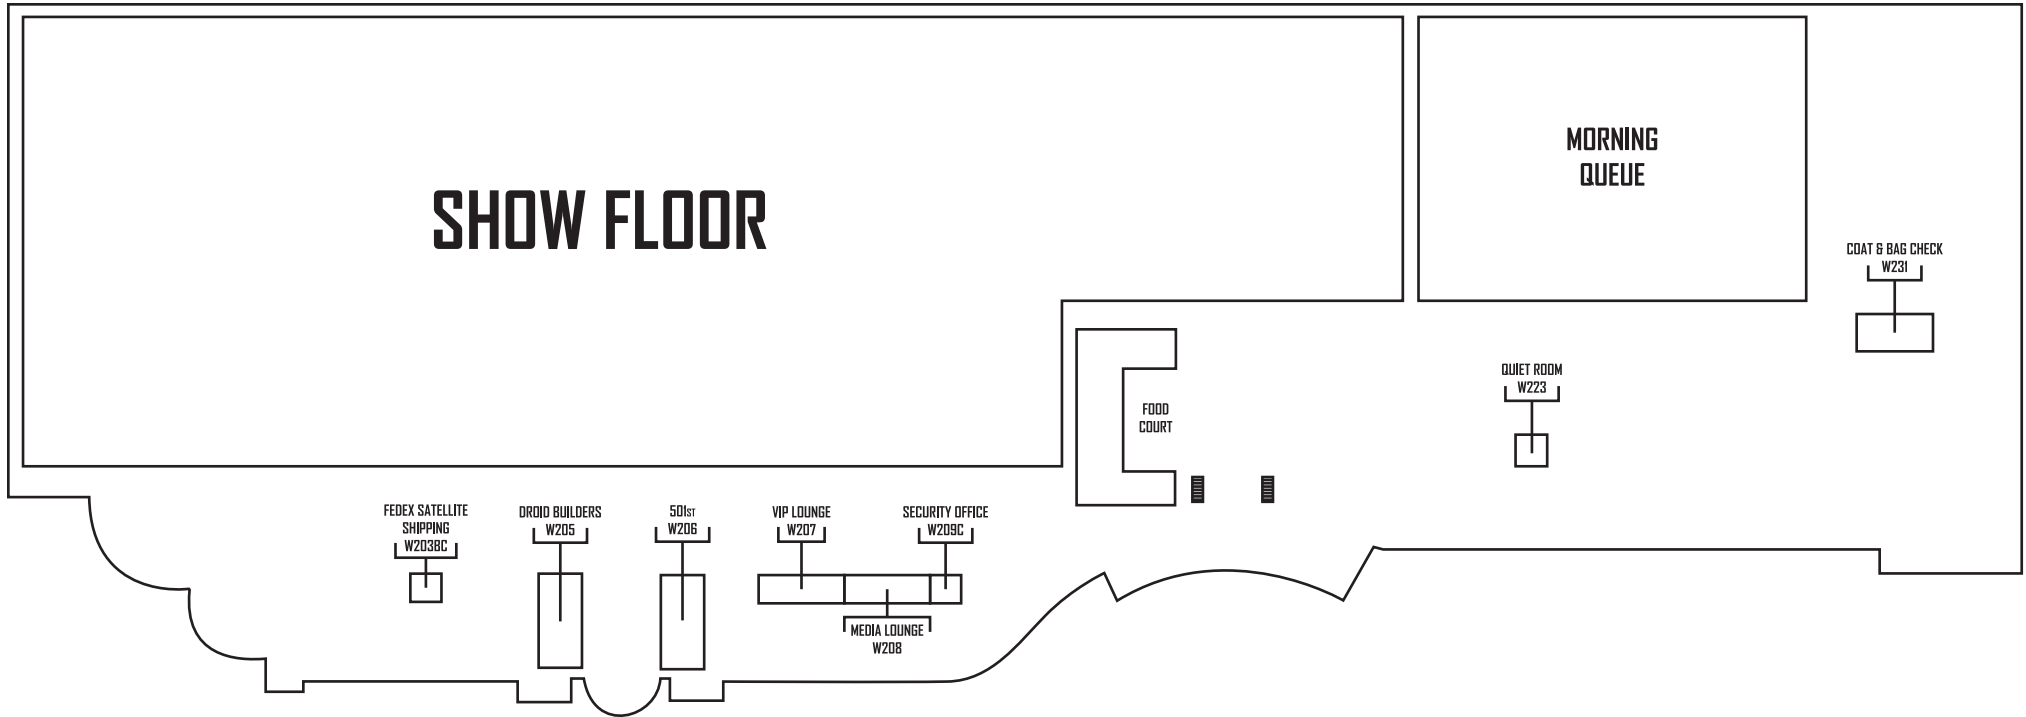 SHOW FLOOR
MORNING
QUEUE
COAT & BAG CHECK
W231
QUIET ROOM
W223
FOOD
COURT
FEDEX SATELLITE
SHIPPING
W203BC
DROID BUILDERS
W205
501ST
W206
VIP LOUNGE
W207
SECURITY OFFICE
W209C
MEDIA LOUNGE
W208